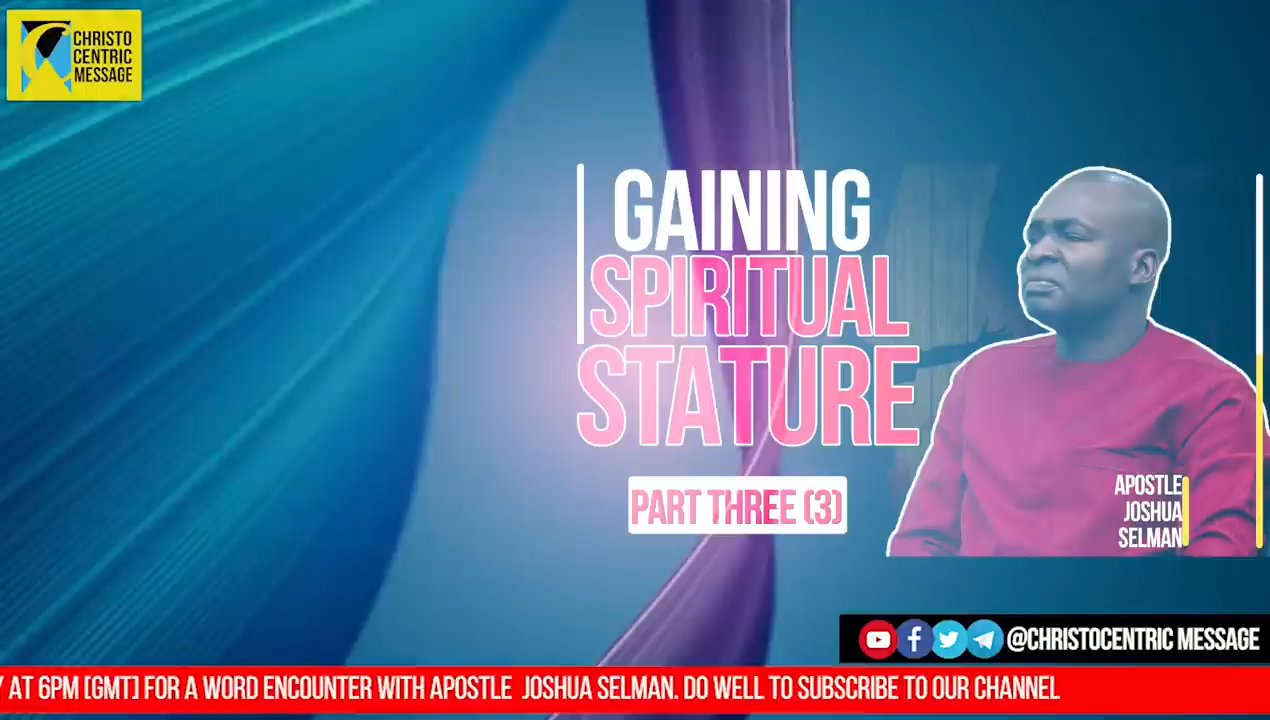 CHRISTO
CENTRIC
MESSAGE
GAINING
SPIRITUAL
STATURE
PART THREE (3)
APOSTLE
JOSHUA
SELMAN
@CHRISTOCENTRIC MESSAGE
Y AT 6PM [GMT] FOR A WORD ENCOUNTER WITH APOSTLE JOSHUA SELMAN. DO WELL TO SUBSCRIBE TO OUR CHANNEL